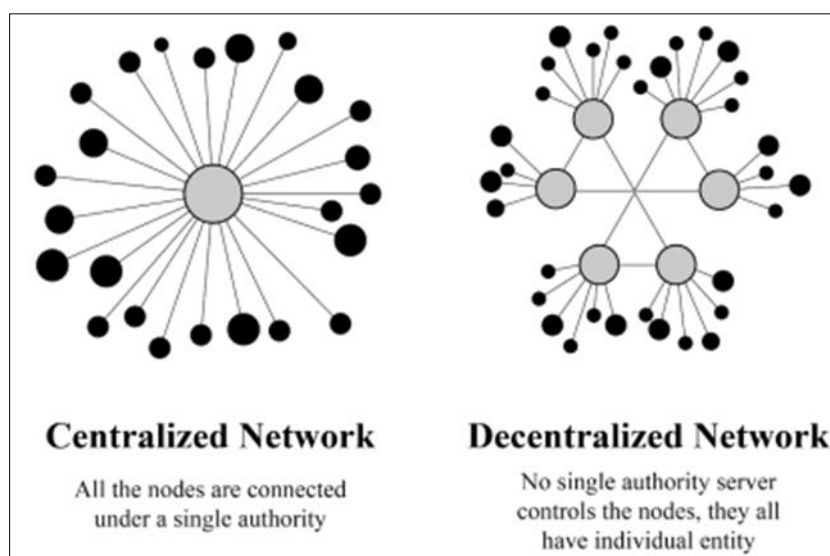 Centralized Network
All the nodes are connected
under a single authority
Decentralized Network
No single authority server
controls the nodes, they all
have individual entity